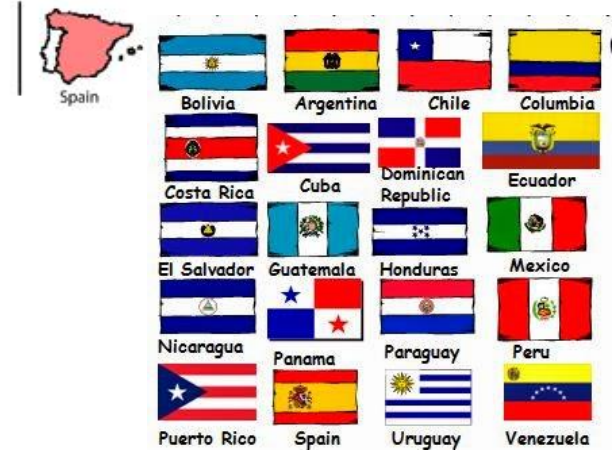 Spain
Bolivia Argentina Chile Columbia
Costa Rica Cuba Dominican Republic Ecuador
El Salvador Guatemala Honduras Mexico
Nicaragua Panama Paraguay Peru
Puerto Rico Spain Uruguay Venezuela